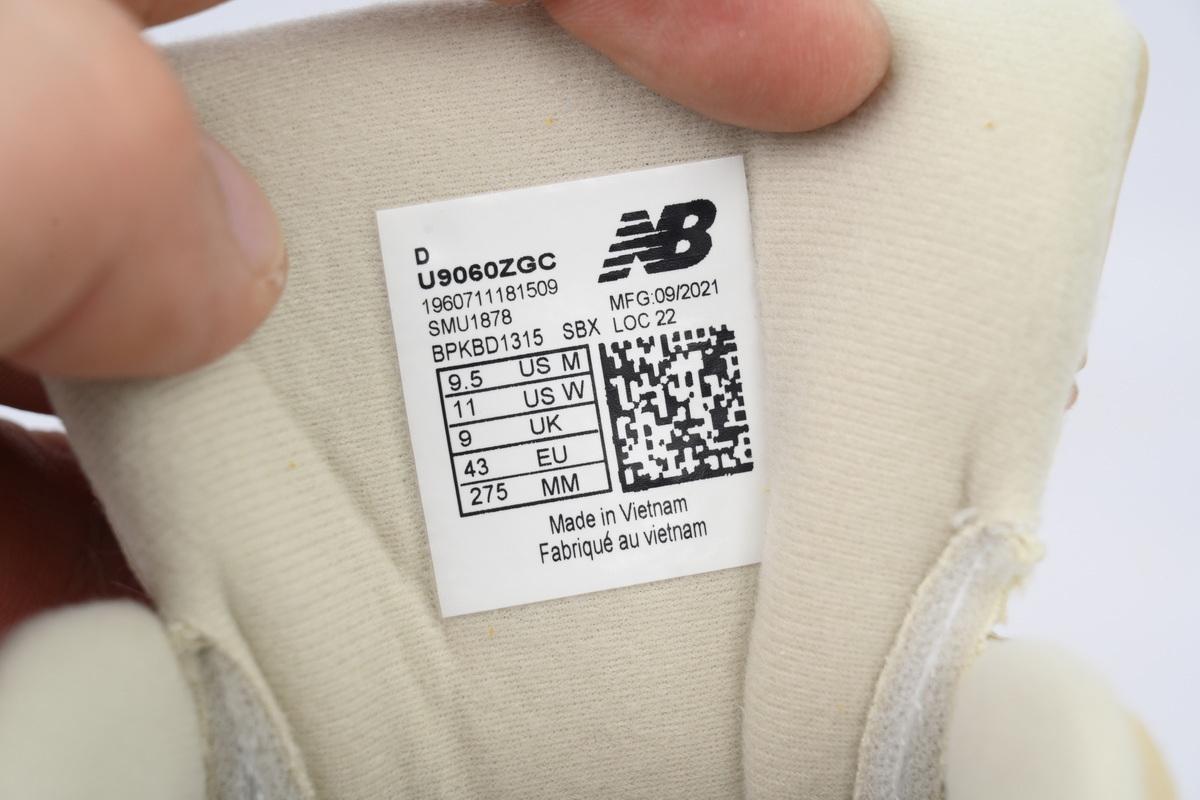 NB
D
U9060ZGC
1960711181509
SMU1878
BPKBD1315 SBX
MFG:09/2021
LOC 22
9.5 US M
11 US W
9 UK
43 EU
275 MM
Made in Vietnam
Fabriqué au vietnam